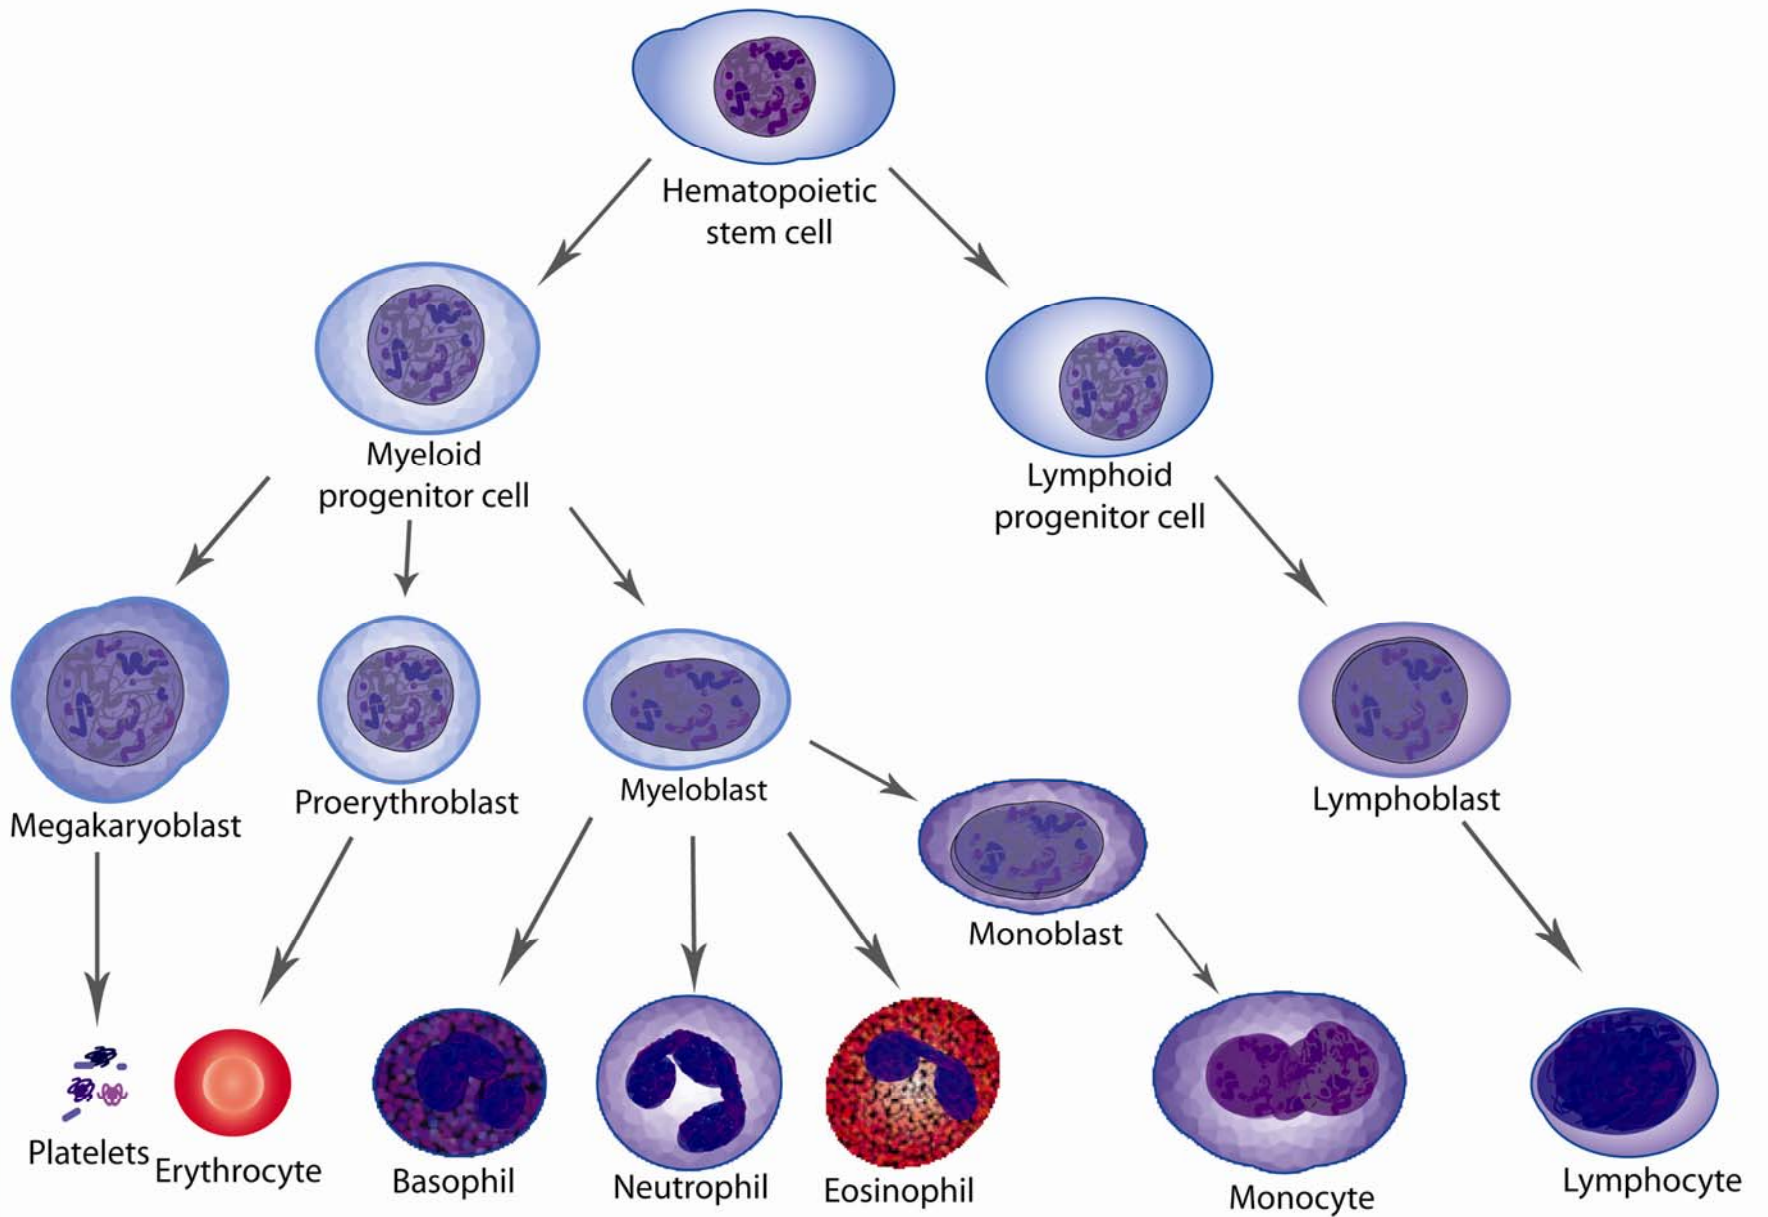 Hematopoietic
stem cell
Myeloid
progenitor cell
Lymphoid
progenitor cell
Megakaryoblast
Proerythroblast
Myeloblast
Lymphoblast
Monoblast
Platelets
Erythrocyte
Basophil
Neutrophil
Eosinophil
Monocyte
Lymphocyte